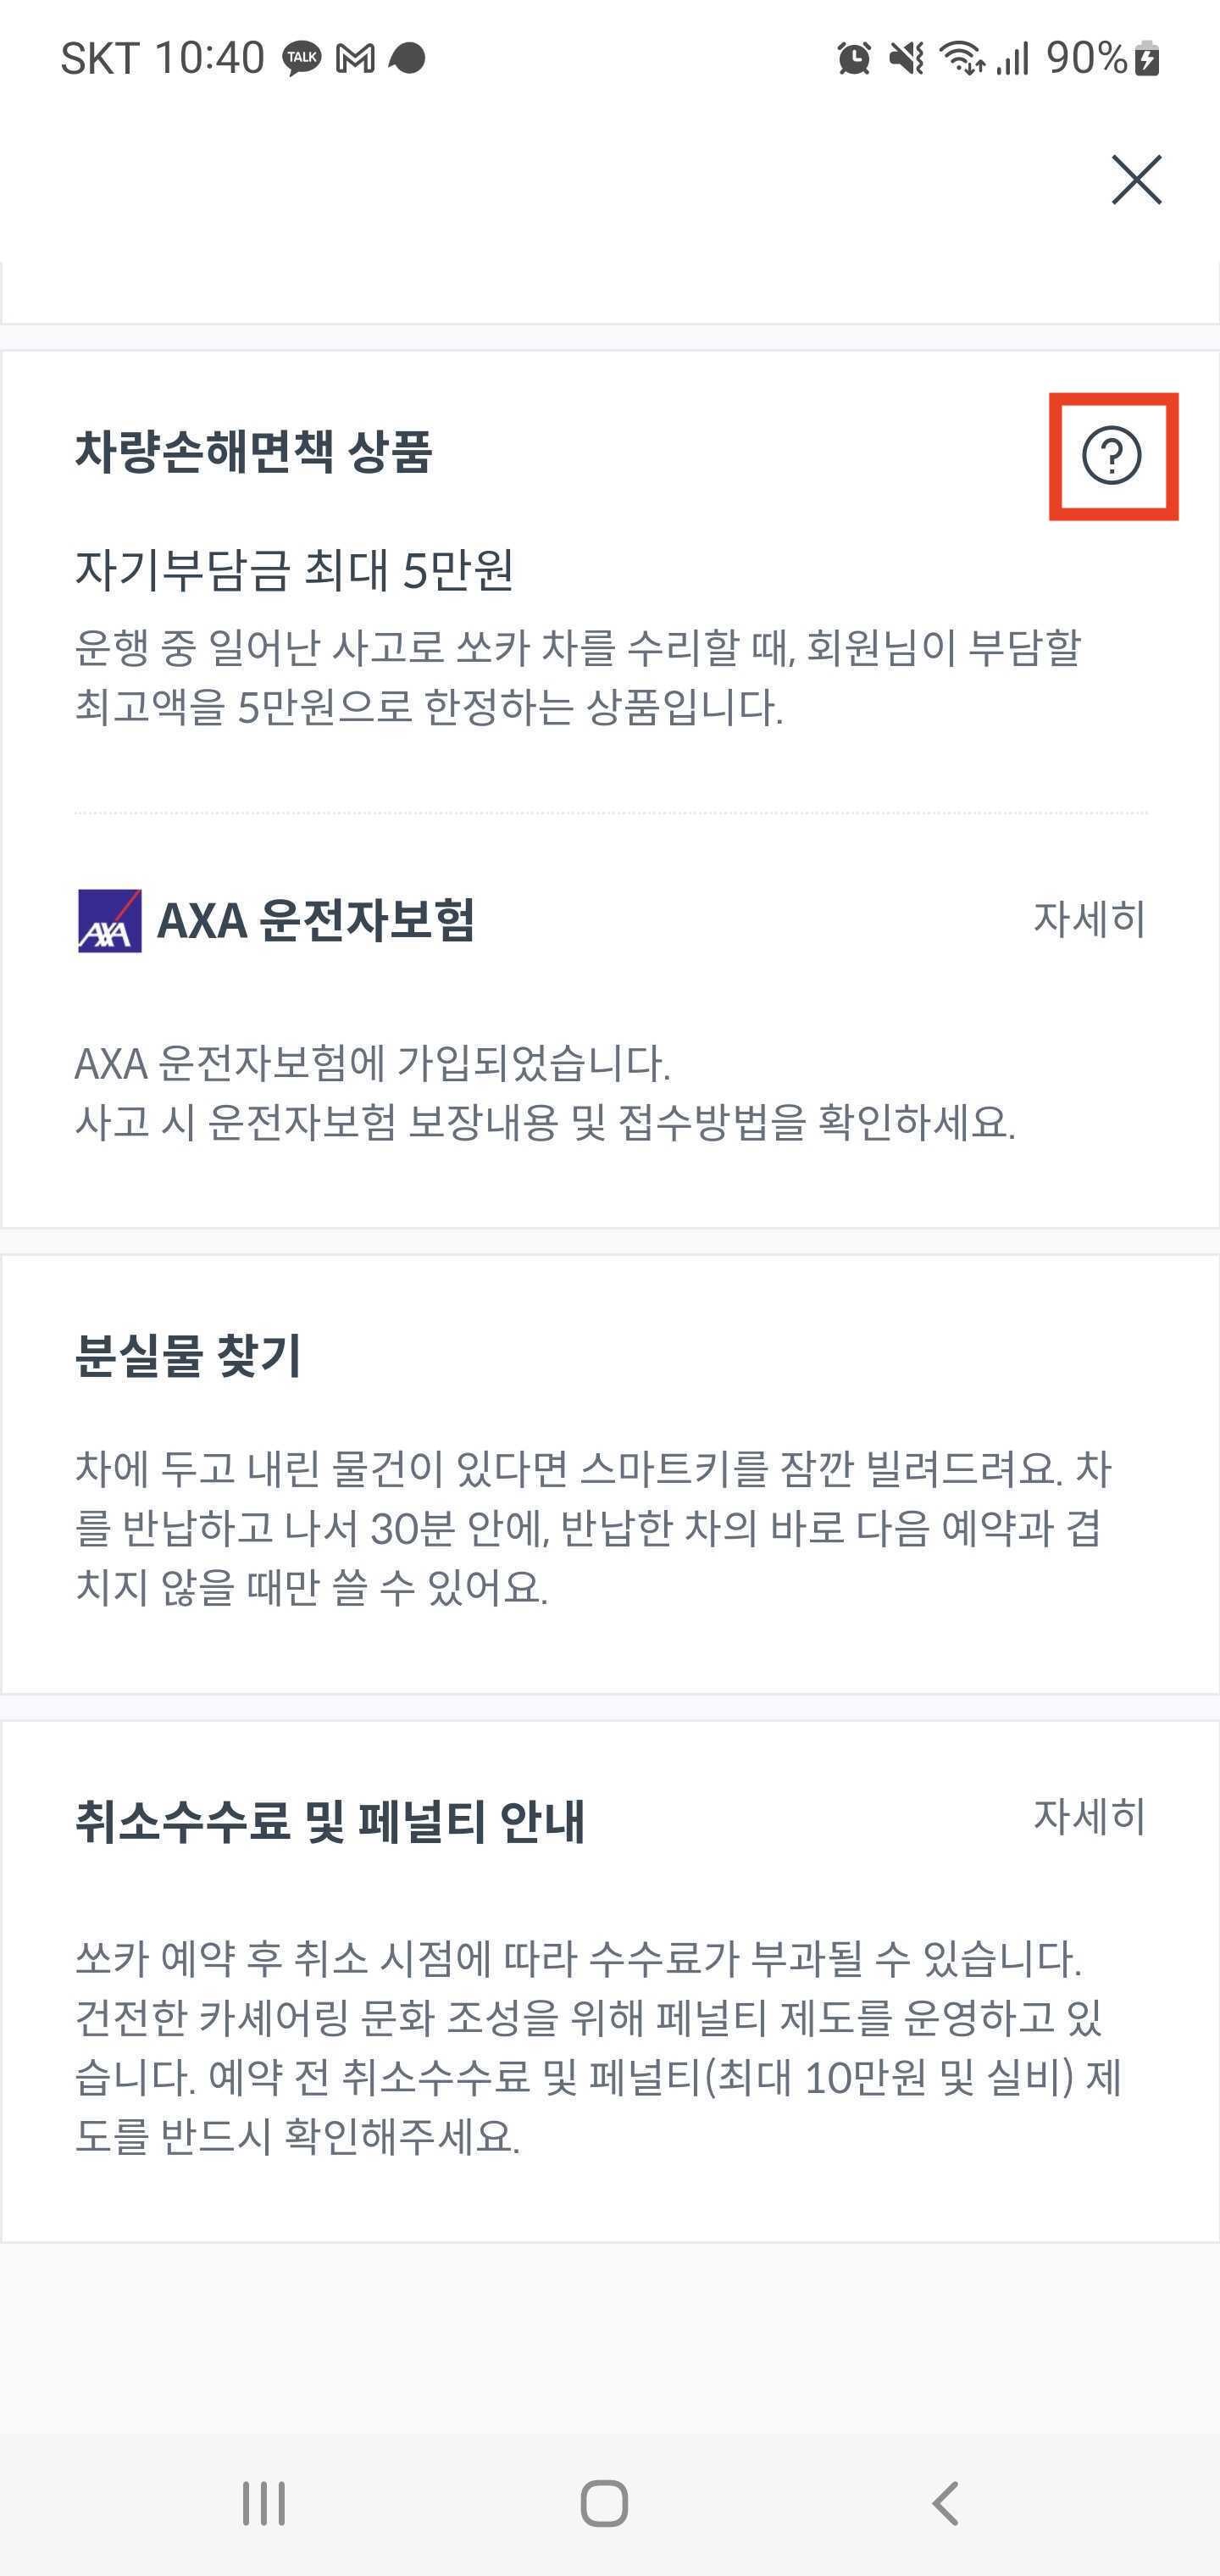 SKT 10:40 TALK 90%
차량손해면책 상품 ?
자기부담금 최대 5만원
운행 중 일어난 사고로 쏘카 차를 수리할 때, 회원님이 부담할
최고액을 5만원으로 한정하는 상품입니다.
AXA AXA 운전자보험 자세히
AXA 운전자보험에 가입되었습니다.
사고 시 운전자보험 보장내용 및 접수방법을 확인하세요.
분실물 찾기
차에 두고 내린 물건이 있다면 스마트키를 잠깐 빌려드려요. 차
를 반납하고 나서 30분 안에, 반납한 차의 바로 다음 예약과 겹
치지 않을 때만 쓸 수 있어요.
취소수수료 및 페널티 안내 자세히
쏘카 예약 후 취소 시점에 따라 수수료가 부과될 수 있습니다.
건전한 카셰어링 문화 조성을 위해 페널티 제도를 운영하고 있
습니다. 예약 전 취소수수료 및 페널티(최대 10만원 및 실비) 제
도를 반드시 확인해주세요.